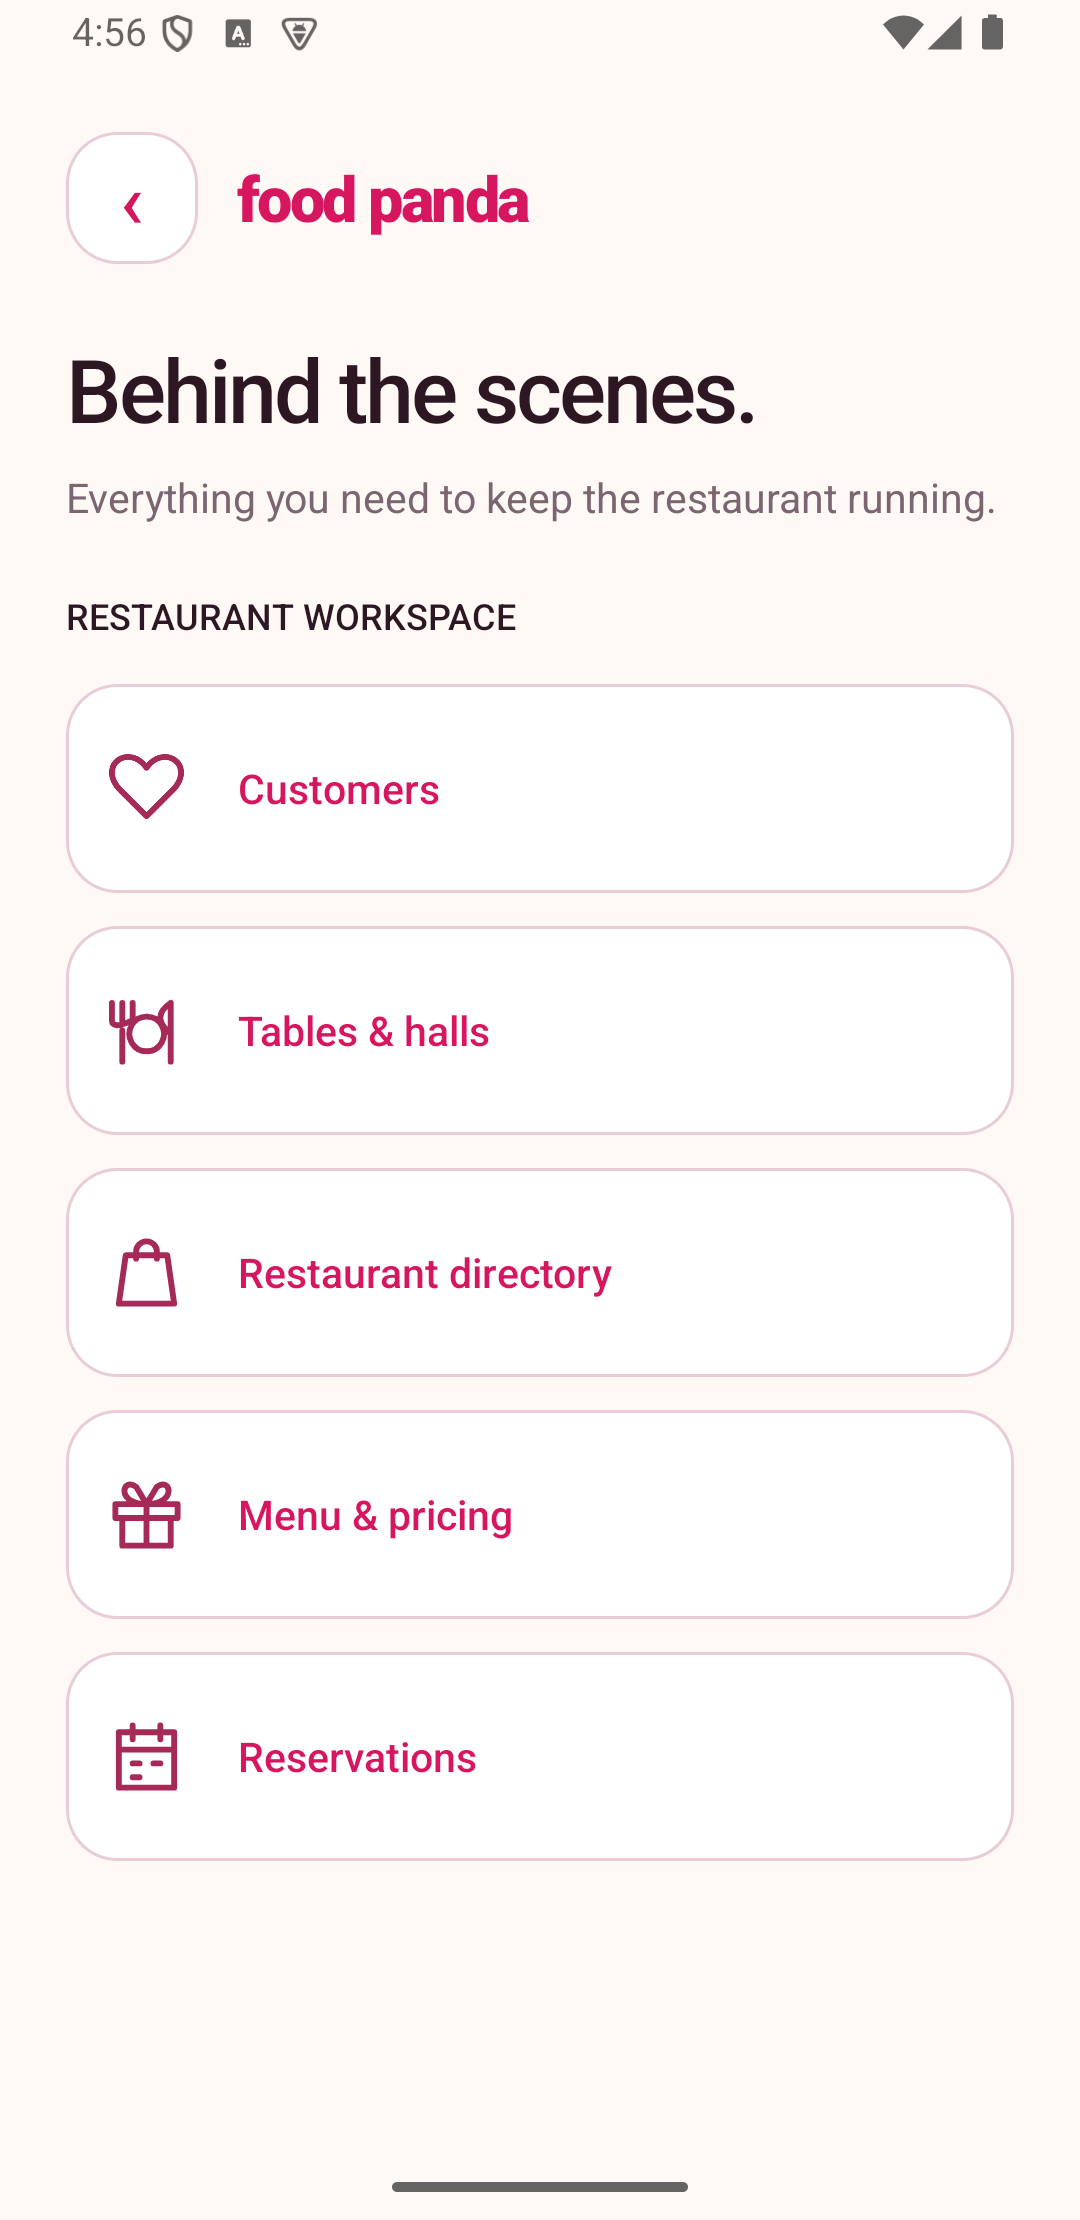 4:56
food panda
Behind the scenes.
Everything you need to keep the restaurant running.
RESTAURANT WORKSPACE
Customers
Tables & halls
Restaurant directory
Menu & pricing
Reservations